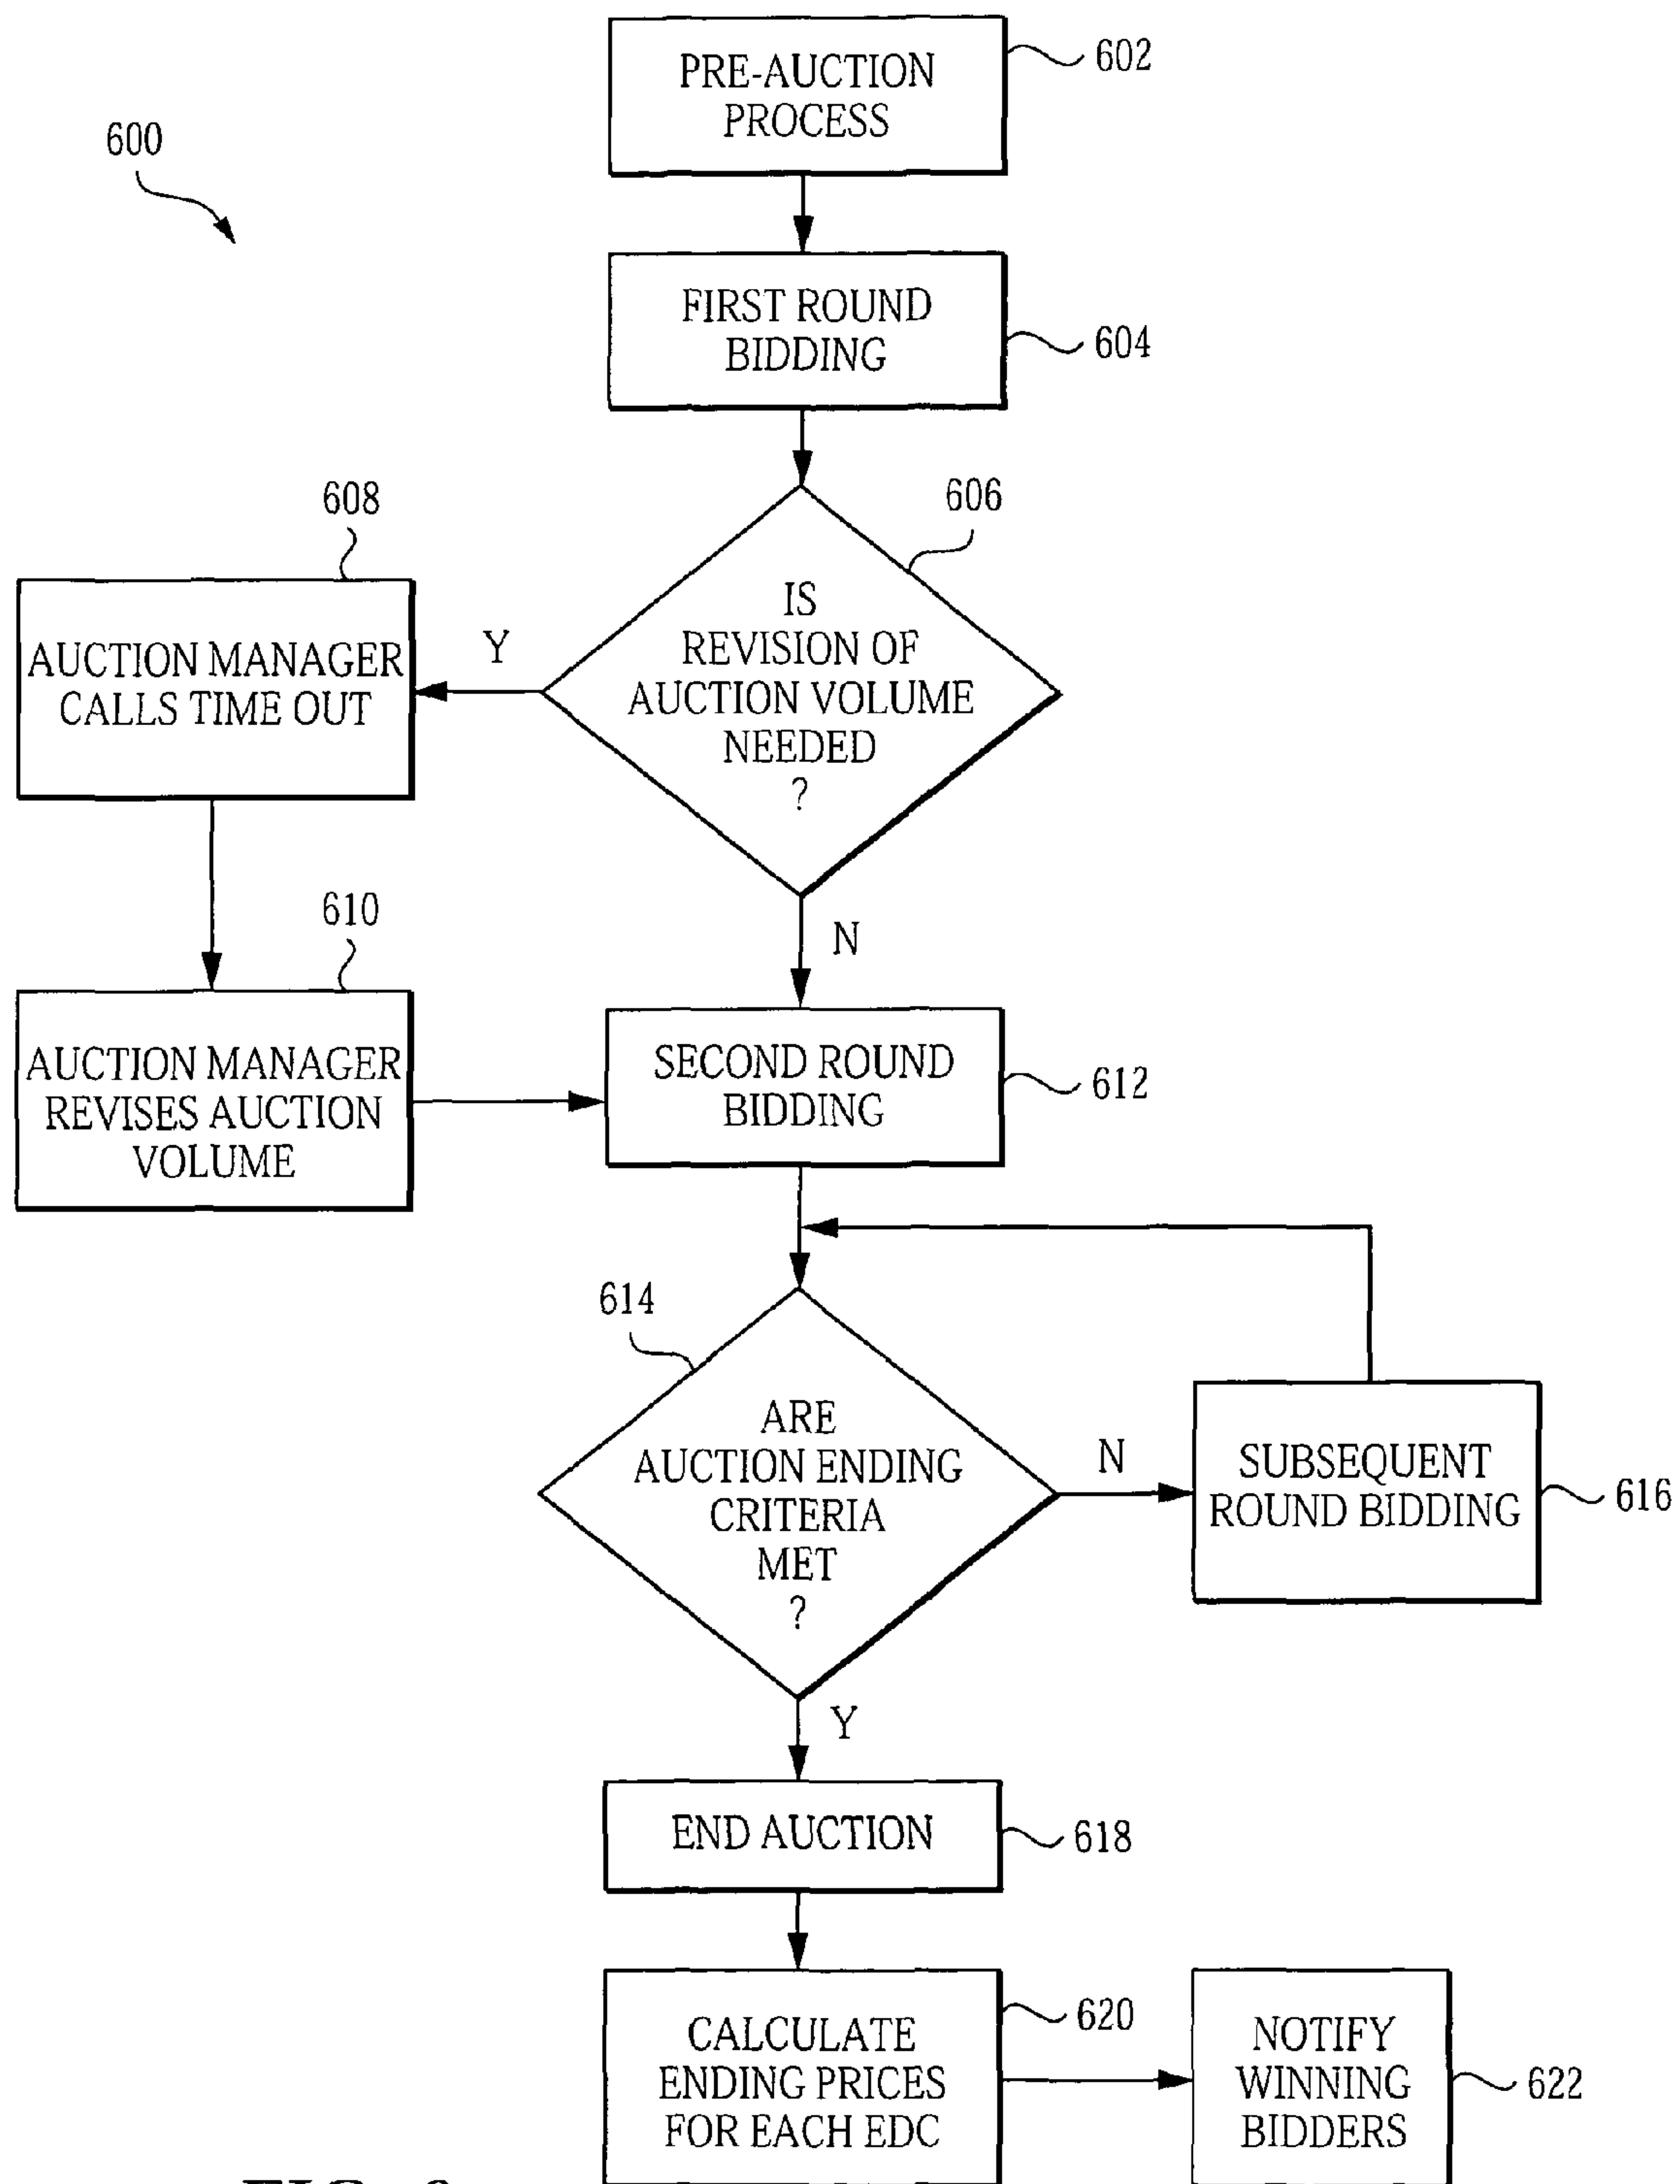 PRE-AUCTION
PROCESS
602
600
FIRST ROUND
BIDDING
604
606
608
IS
REVISION OF
AUCTION VOLUME
NEEDED
?
Y
AUCTION MANAGER
CALLS TIME OUT
N
610
AUCTION MANAGER
REVISES AUCTION
VOLUME
SECOND ROUND
BIDDING
612
614
ARE
AUCTION ENDING
CRITERIA
MET
?
N
SUBSEQUENT
ROUND BIDDING
616
Y
END AUCTION
618
CALCULATE
ENDING PRICES
FOR EACH EDC
620
NOTIFY
WINNING
BIDDERS
622